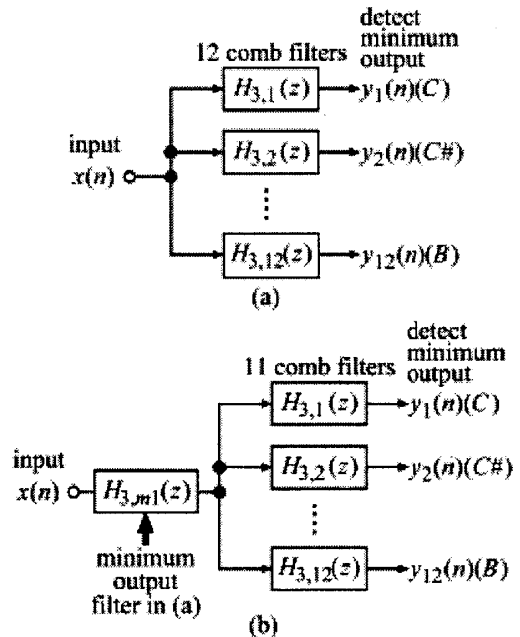 detect
minimum
output
12 comb filters
H3,1(z)
y1(n)(C)
input
x(n)
H3,2(z)
y2(n)(C#)
H3,12(z)
y12(n)(B)
(a)
detect
minimum
output
11 comb filters
H3,1(z)
y1(n)(C)
input
x(n)
H3,m1(z)
H3,2(z)
y2(n)(C#)
minimum
output
filter in (a)
H3,12(z)
y12(n)(B)
(b)